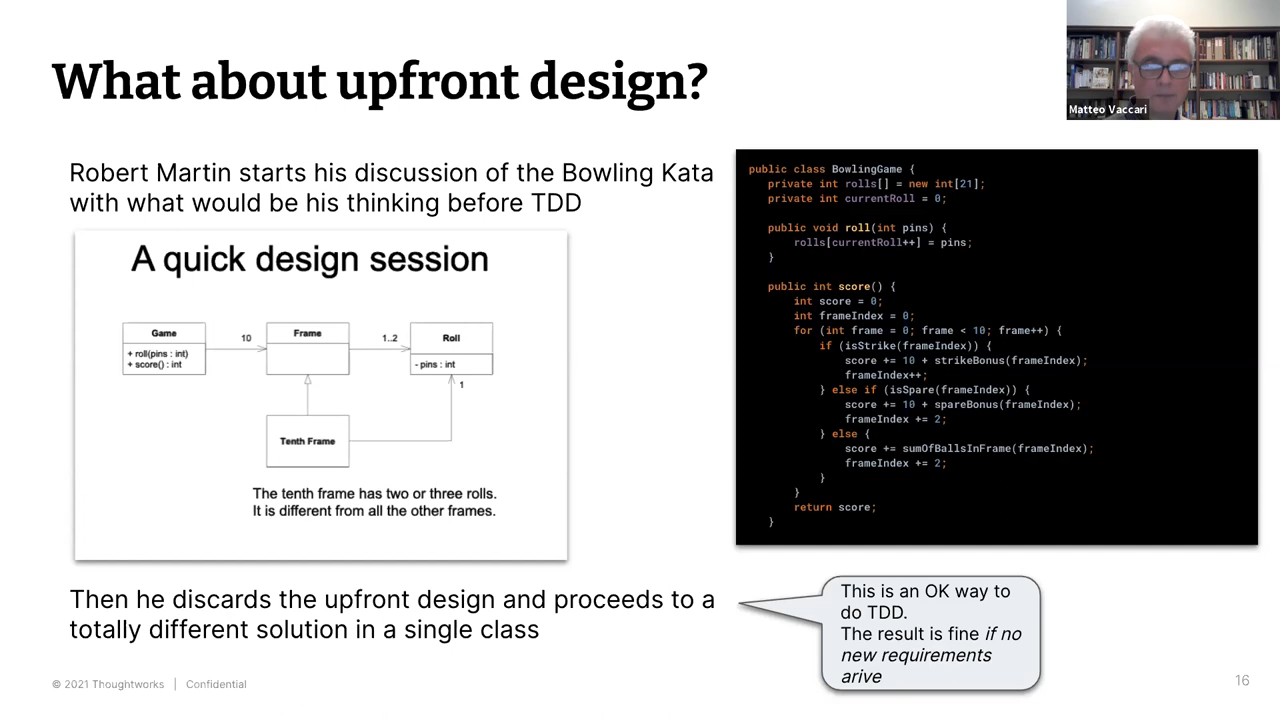 What about upfront design?
Matteo Vaccari
Robert Martin starts his discussion of the Bowling Kata
with what would be his thinking before TDD
A quick design session
Game
+ roll(pins : int)
+ score() : int
10
Frame
1..2
Roll
- pins : int
1
Tenth Frame
The tenth frame has two or three rolls.
It is different from all the other frames.
public class BowlingGame {
private int rolls[] = new int[21];
private int currentRoll = 0;
public void roll(int pins) {
rolls[currentRoll++] = pins;
}
public int score() {
int score = 0;
int frameIndex = 0;
for (int frame = 0; frame < 10; frame++) {
if (isStrike(frameIndex)) {
score += 10 + strikeBonus(frameIndex);
frameIndex++;
} else if (isSpare(frameIndex)) {
score += 10 + spareBonus(frameIndex);
frameIndex += 2;
} else {
score += sumOfBallsInFrame(frameIndex);
frameIndex += 2;
}
}
return score;
}
Then he discards the upfront design and proceeds to a
totally different solution in a single class
This is an OK way to
do TDD.
The result is fine if no
new requirements
arive
© 2021 Thoughtworks | Confidential
16